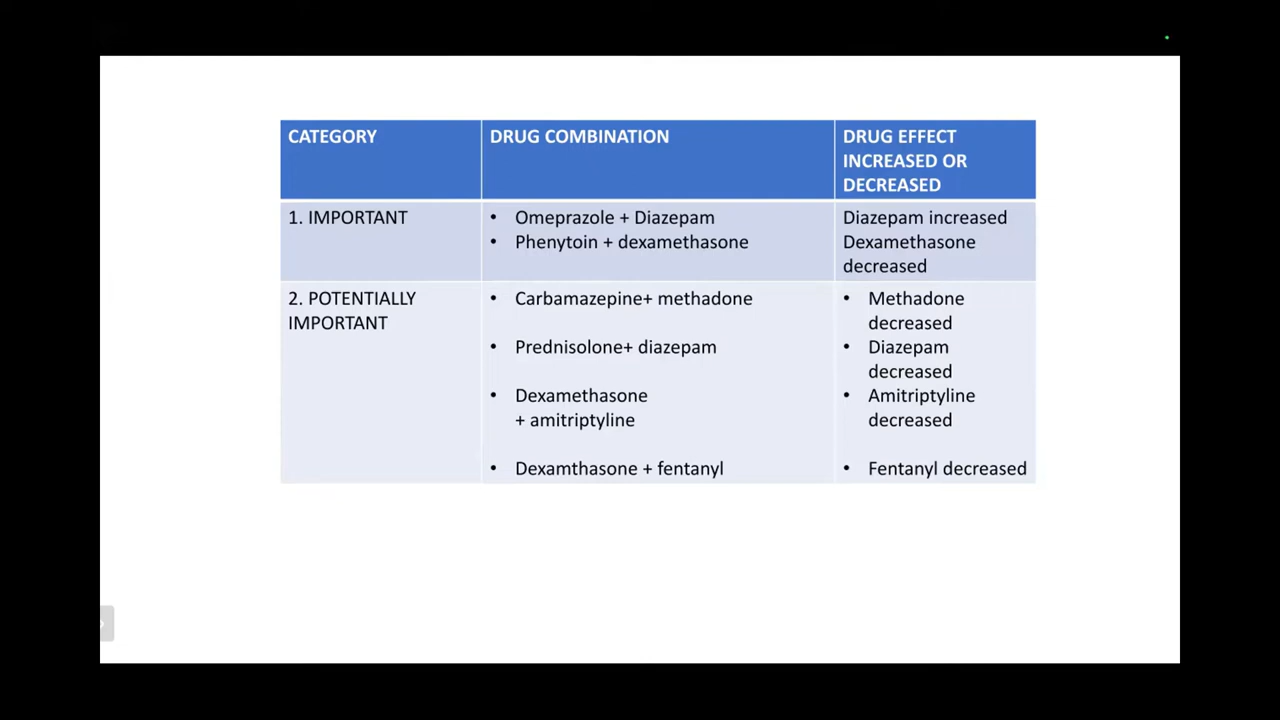 CATEGORY
DRUG COMBINATION
DRUG EFFECT
INCREASED OR
DECREASED
1. IMPORTANT
• Omeprazole + Diazepam
• Phenytoin + dexamethasone
Diazepam increased
Dexamethasone
decreased
2. POTENTIALLY
IMPORTANT
• Carbamazepine+ methadone
• Prednisolone+ diazepam
• Dexamethasone
+ amitriptyline
• Dexamthasone + fentanyl
• Methadone
decreased
• Diazepam
decreased
• Amitriptyline
decreased
• Fentanyl decreased